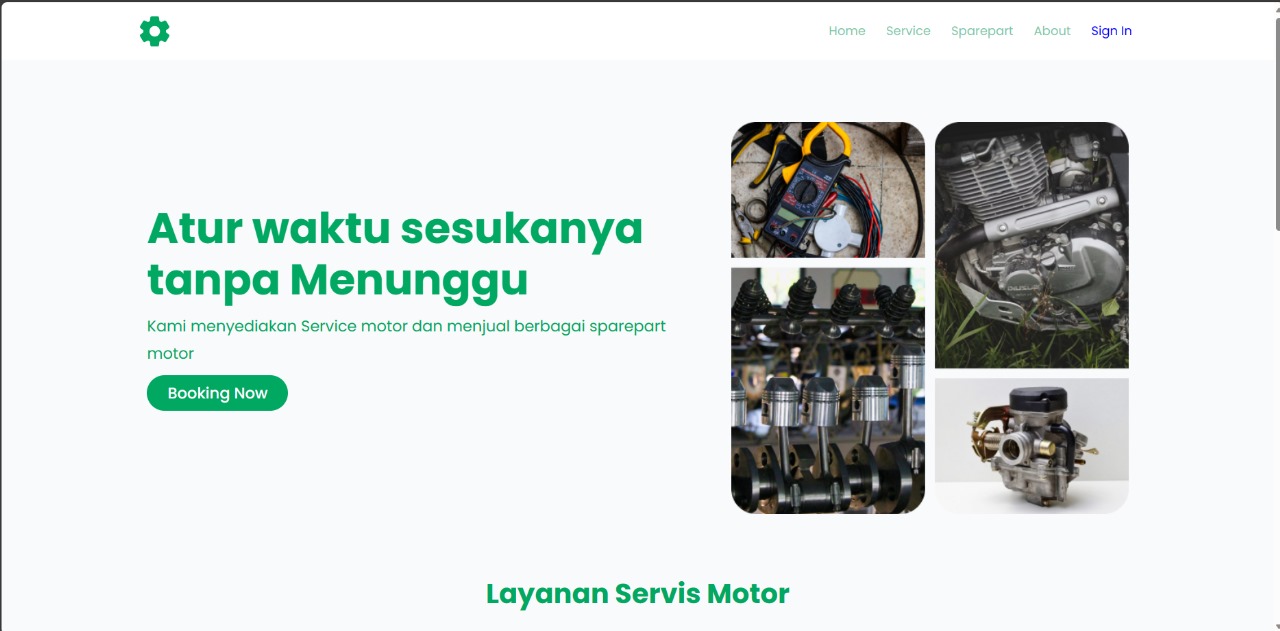 Home Service Sparepart About Sign In
Atur waktu sesukanya
tanpa Menunggu
Kami menyediakan Service motor dan menjual berbagai sparepart
motor
Booking Now
Layanan Servis Motor